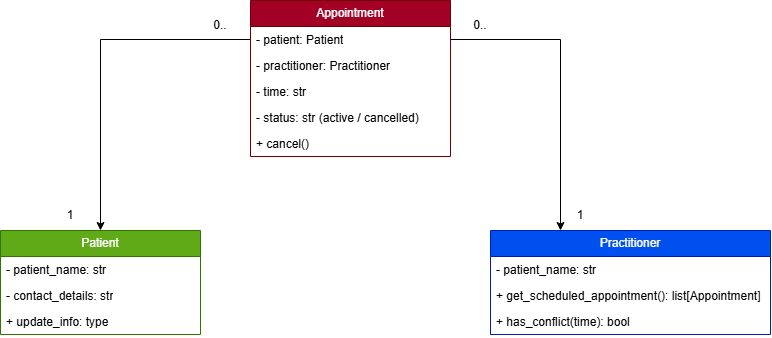 Appointment
0..
0..
- patient: Patient
- practitioner: Practitioner
- time: str
- status: str (active / cancelled)
+ cancel()
1
1
Patient
- patient_name: str
- contact_details: str
+ update_info: type
Practitioner
- patient_name: str
+ get_scheduled_appointment(): list[Appointment]
+ has_conflict(time): bool